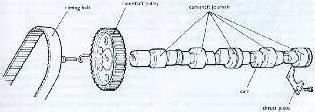 timing belt
camshaft pulley
camshaft journals
cam
thrust plate